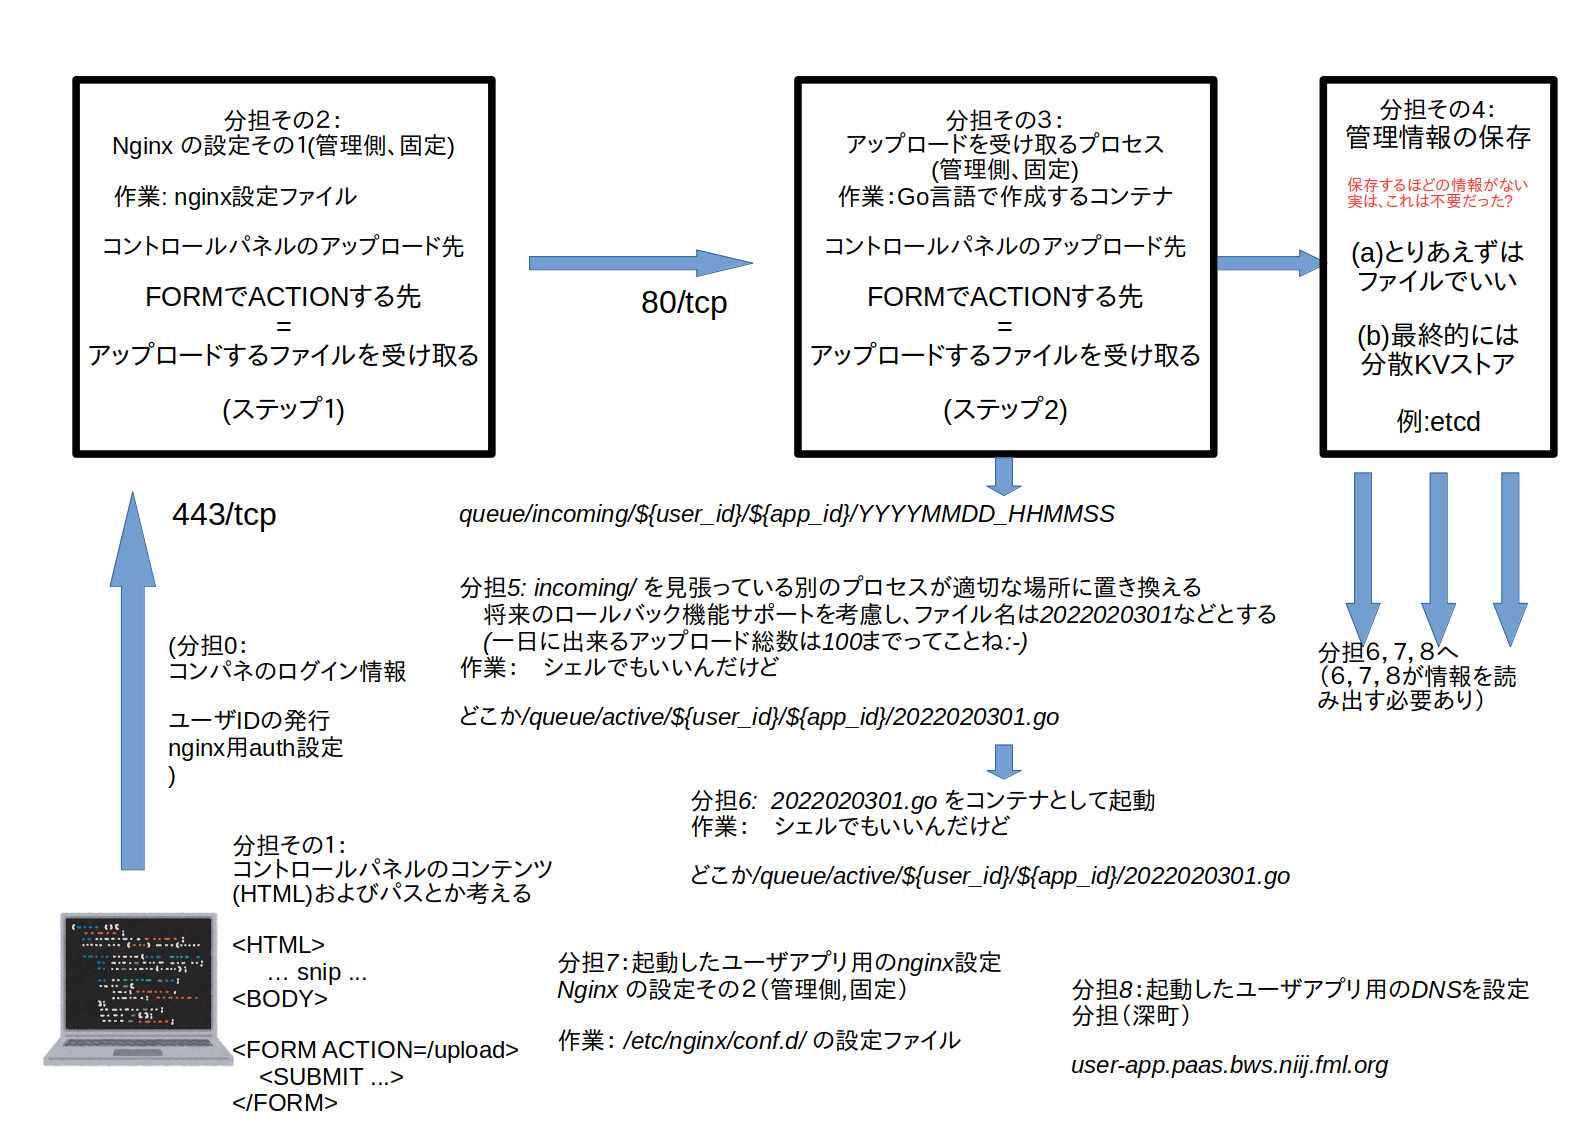 分担その２：
Nginx の設定その１(管理側、固定)
作業: nginx設定ファイル
コントロールパネルのアップロード先
FORMでACTIONする先
=
アップロードするファイルを受け取る
(ステップ1)
80/tcp
分担その３：
アップロードを受け取るプロセス
(管理側、固定)
作業：Go言語で作成するコンテナ
コントロールパネルのアップロード先
FORMでACTIONする先
=
アップロードするファイルを受け取る
(ステップ2)
分担その4：
管理情報の保存
保存するほどの情報がない
実は、これは不要だった?
(a)とりあえずは
ファイルでいい
(b)最終的には
分散KVストア
例:etcd
443/tcp
queue/incoming/${user_id}/${app_id}/YYYYMMDD_HHMMSS
分担5: incoming/ を見張っている別のプロセスが適切な場所に置き換える
将来のロールバック機能サポートを考慮し、ファイル名は2022020301などとする
(一日に出来るアップロード総数は100までってことね:-)
作業： シェルでもいいんだけど
どこか/queue/active/${user_id}/${app_id}/2022020301.go
分担６，７，８へ
（６，７，８が情報を読
み出す必要あり）
(分担0：
コンパネのログイン情報
ユーザIDの発行
nginx用auth設定
)
分担6: 2022020301.go をコンテナとして起動
作業： シェルでもいいんだけど
どこか/queue/active/${user_id}/${app_id}/2022020301.go
分担その1：
コントロールパネルのコンテンツ
(HTML)およびパスとか考える
<HTML>
... snip ...
<BODY>
<FORM ACTION=/upload>
<SUBMIT ...>
</FORM>
分担7：起動したユーザアプリ用のnginx設定
Nginx の設定その２（管理側,固定）
作業： /etc/nginx/conf.d/ の設定ファイル
分担8：起動したユーザアプリ用のDNSを設定
分担（深町）
user-app.paas.bws.niij.fml.org